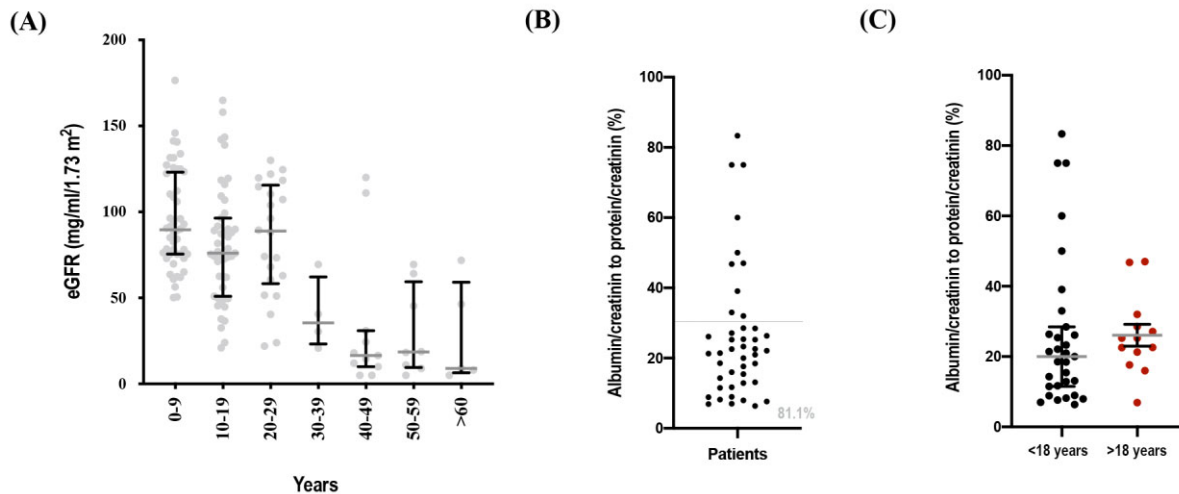 (A)
eGFR (mg/ml/1.73 m²)
200
150
100
50
0
0-9
10-19
20-29
30-39
40-49
50-59
>60
Years
(B)
Albumin/creatinin to protein/creatinin (%)
100
80
60
40
20
0
81.1%
Patients
(C)
Albumin/creatinin to protein/creatinin (%)
100
80
60
40
20
0
<18 years >18 years